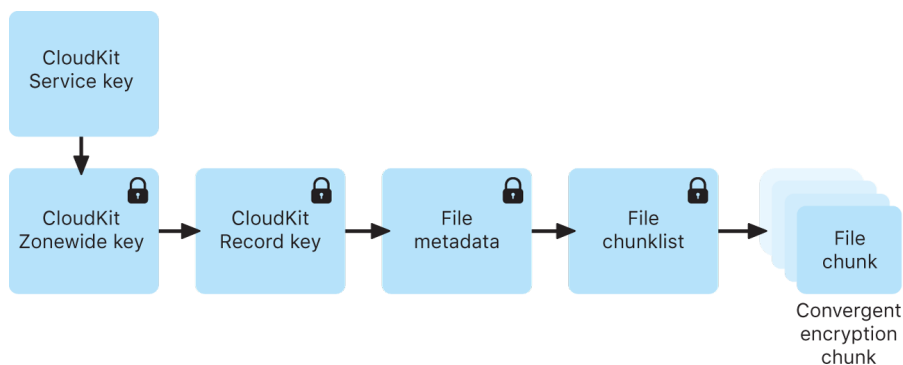 CloudKit
Service key
CloudKit
Zonewide key
CloudKit
Record key
File
metadata
File
chunklist
File
chunk
Convergent
encryption
chunk